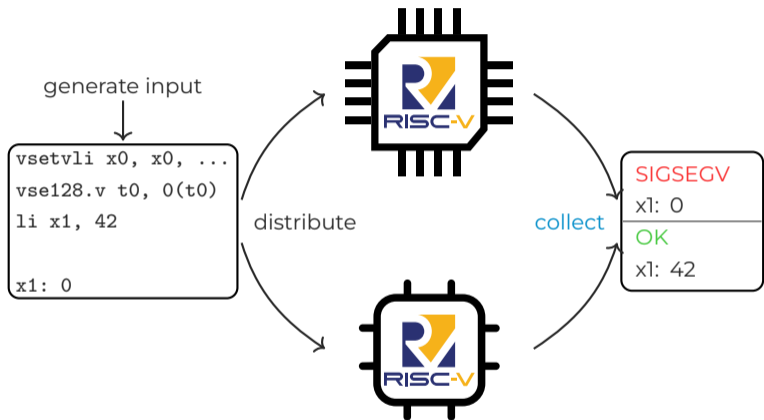 generate input
vsetvli x0, x0, ...
vse128.v t0, 0(t0)
li x1, 42
x1: 0
distribute
RISC-V
RISC-V
collect
SIGSEGV
x1: 0
OK
x1: 42